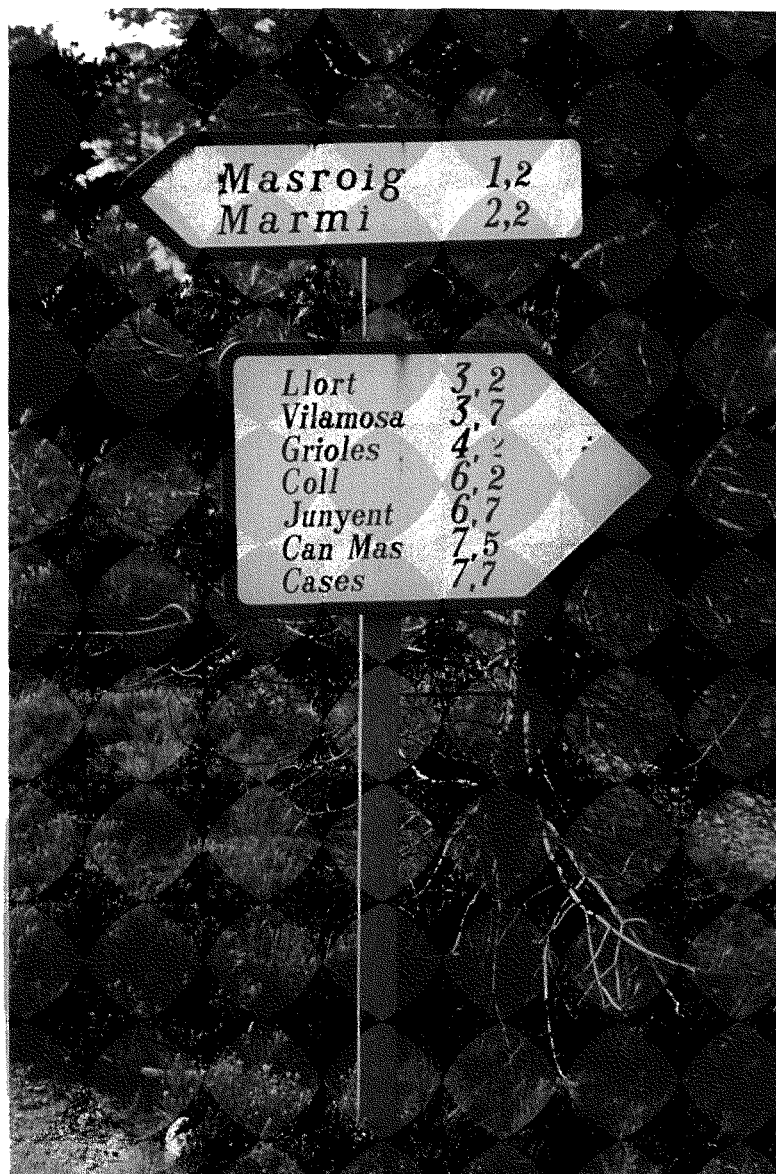 Masroig 1,2
Marmi 2,2
Llort 3,2
Vilamosa 3,7
Grioles 4,2
Coll 6,2
Junyent 6,7
Can Mas 7,5
Cases 7,7